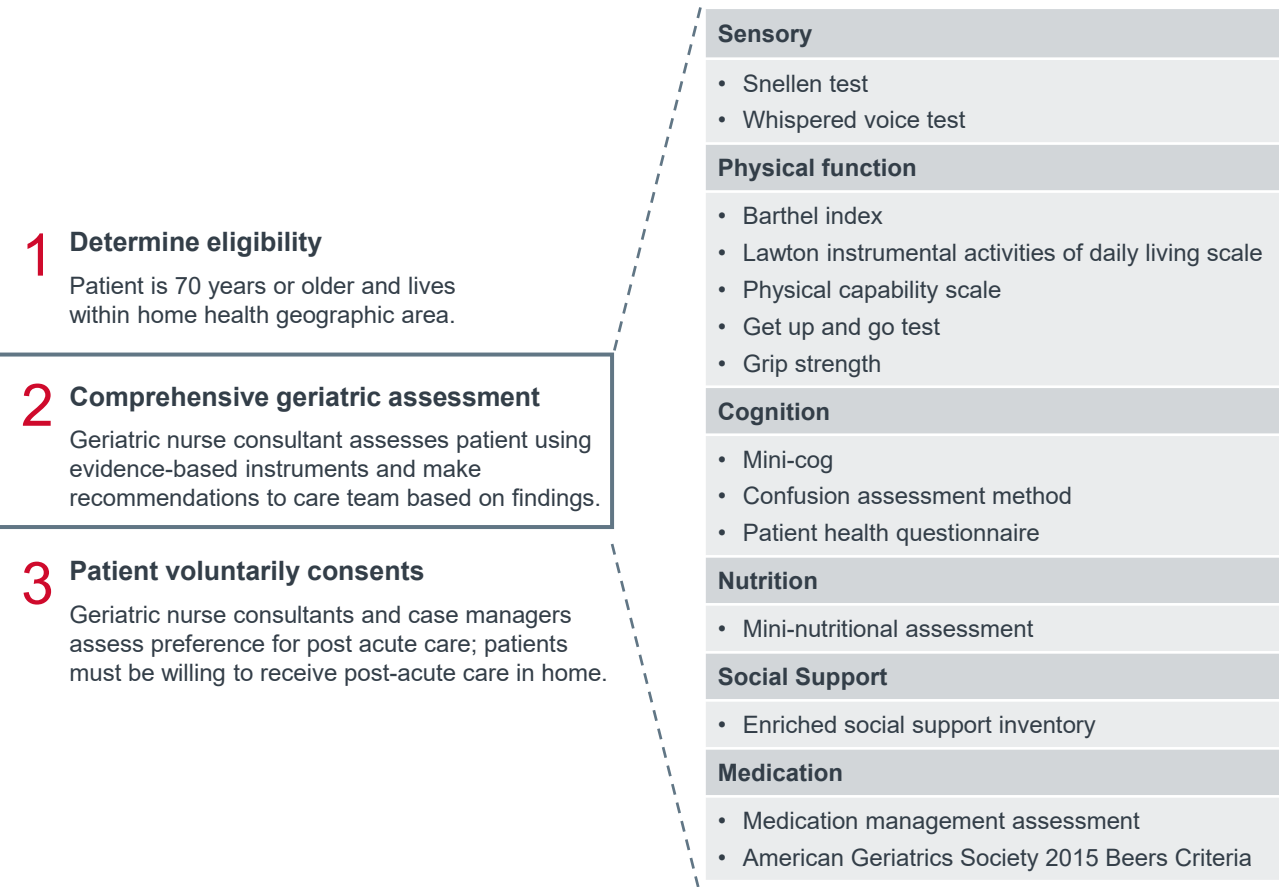 1 Determine eligibility
Patient is 70 years or older and lives
within home health geographic area.
2 Comprehensive geriatric assessment
Geriatric nurse consultant assesses patient using
evidence-based instruments and make
recommendations to care team based on findings.
3 Patient voluntarily consents
Geriatric nurse consultants and case managers
assess preference for post acute care; patients
must be willing to receive post-acute care in home.
Sensory
• Snellen test
• Whispered voice test
Physical function
• Barthel index
• Lawton instrumental activities of daily living scale
• Physical capability scale
• Get up and go test
• Grip strength
Cognition
• Mini-cog
• Confusion assessment method
• Patient health questionnaire
Nutrition
• Mini-nutritional assessment
Social Support
• Enriched social support inventory
Medication
• Medication management assessment
• American Geriatrics Society 2015 Beers Criteria